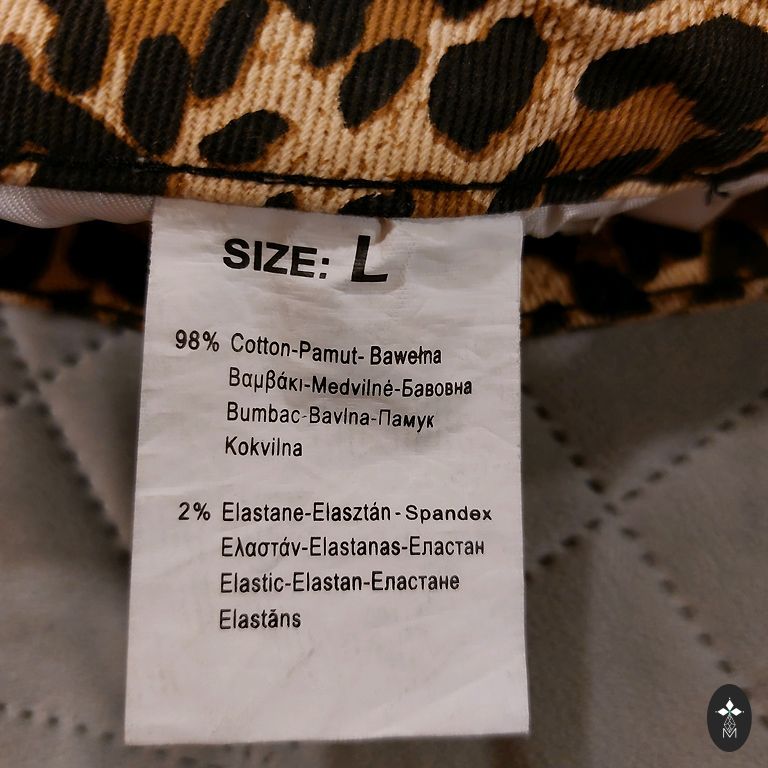 SIZE: L
98% Cotton-Pamut- Bawełna
Βαμβάκι-Medvilnė-Бавовна
Bumbac-Bavlna-Памук
Kokvilna
2% Elastane-Elasztán - Spandex
Ελαστάν-Elastanas-Еластан
Elastic-Elastan-Еластане
Elastāns
M